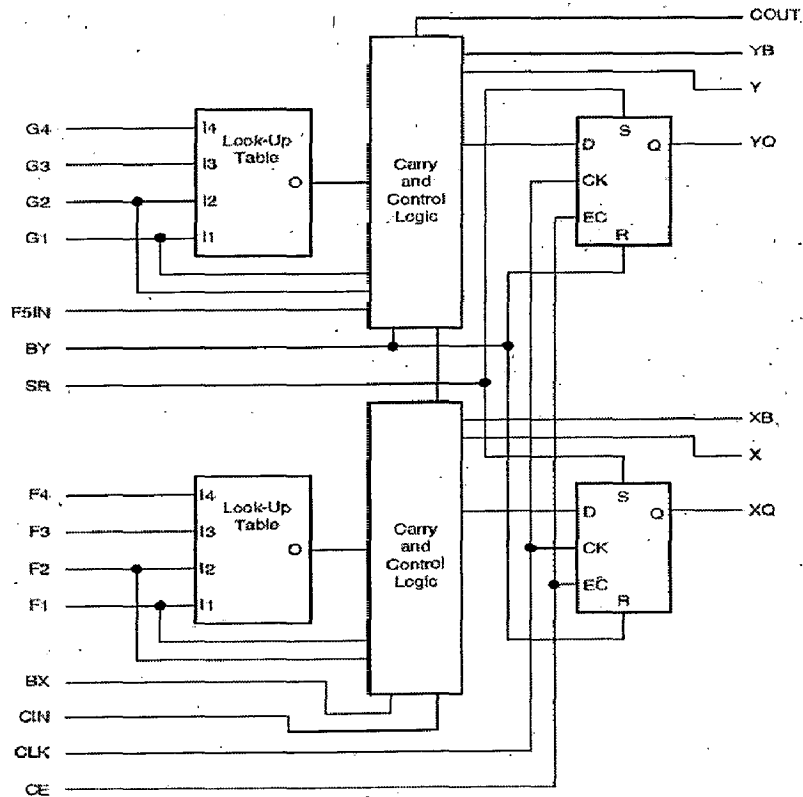 COUT
YB
Y
G4
I4
Look-Up
Table
S
G3
I3
D
Q
YQ
G2
I2
O
Carry
and
Control
Logic
CK
G1
I1
EC
R
F5IN
BY
SR
XB
X
F4
I4
Look-Up
Table
S
F3
I3
D
Q
XQ
F2
I2
O
Carry
and
Control
Logic
CK
F1
I1
EC
R
BX
CIN
CLK
CE